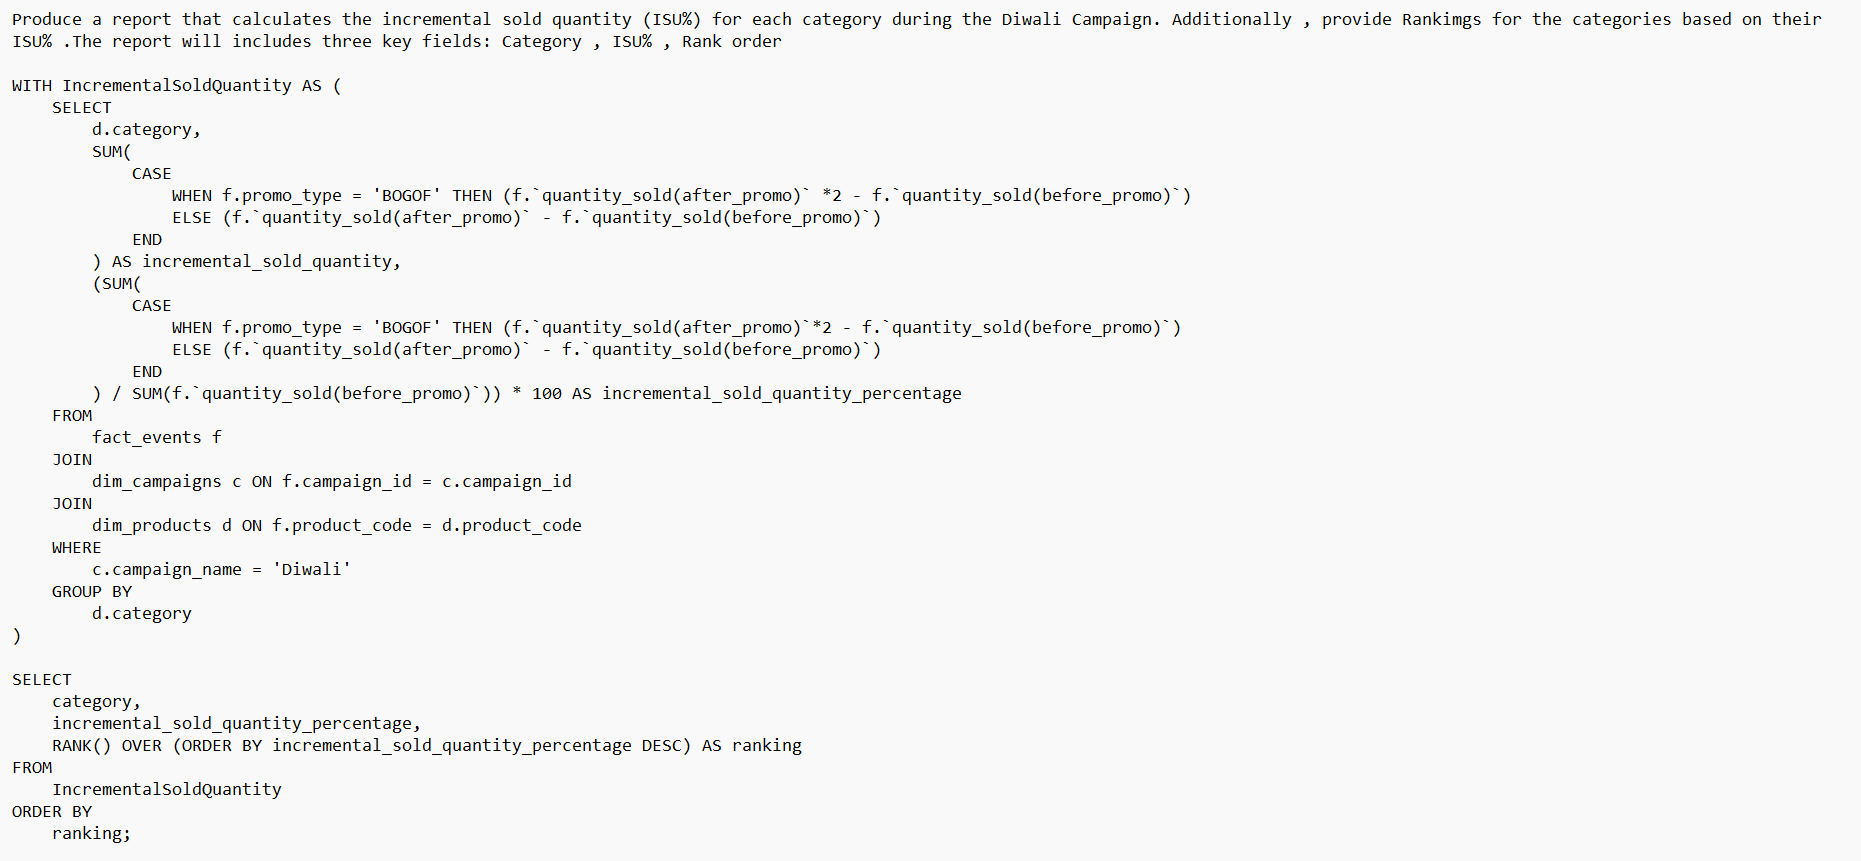 Produce a report that calculates the incremental sold quantity (ISU%) for each category during the Diwali Campaign. Additionally , provide Rankimgs for the categories based on their
ISU% .The report will includes three key fields: Category , ISU% , Rank order

WITH IncrementalSoldQuantity AS (
    SELECT
        d.category,
        SUM(
            CASE
                WHEN f.promo_type = 'BOGOF' THEN (f.`quantity_sold(after_promo)` *2 - f.`quantity_sold(before_promo)`)
                ELSE (f.`quantity_sold(after_promo)` - f.`quantity_sold(before_promo)`)
            END
        ) AS incremental_sold_quantity,
        (SUM(
            CASE
                WHEN f.promo_type = 'BOGOF' THEN (f.`quantity_sold(after_promo)`*2 - f.`quantity_sold(before_promo)`)
                ELSE (f.`quantity_sold(after_promo)` - f.`quantity_sold(before_promo)`)
            END
        ) / SUM(f.`quantity_sold(before_promo)`)) * 100 AS incremental_sold_quantity_percentage
    FROM
        fact_events f
    JOIN
        dim_campaigns c ON f.campaign_id = c.campaign_id
    JOIN
        dim_products d ON f.product_code = d.product_code
    WHERE
        c.campaign_name = 'Diwali'
    GROUP BY
        d.category
)

SELECT
    category,
    incremental_sold_quantity_percentage,
    RANK() OVER (ORDER BY incremental_sold_quantity_percentage DESC) AS ranking
FROM
    IncrementalSoldQuantity
ORDER BY
    ranking;